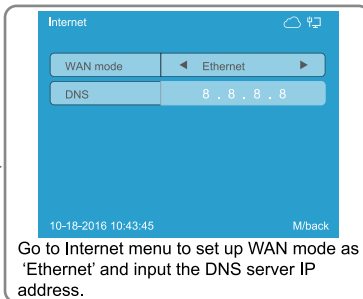 Internet
WAN mode ◀ Ethernet ▶
DNS 8 . 8 . 8 . 8
10-18-2016 10:43:45 M/back
Go to Internet menu to set up WAN mode as
'Ethernet' and input the DNS server IP
address.